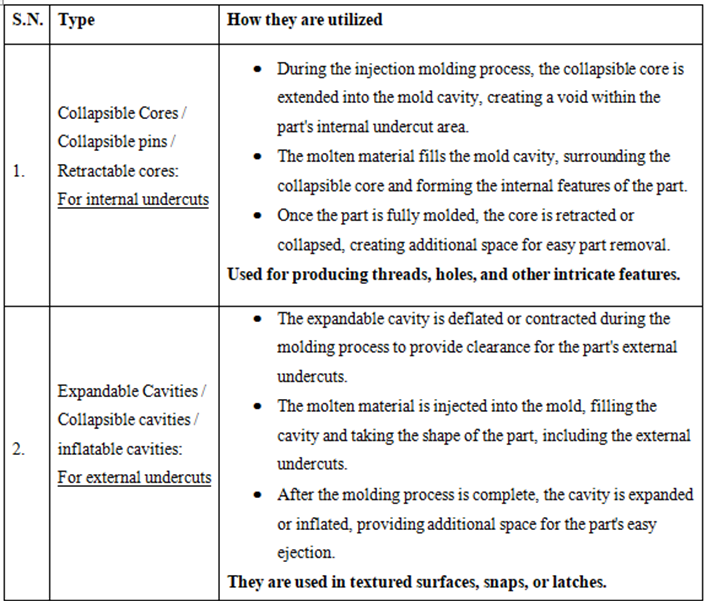 S.N. Type How they are utilized
1.
Collapsible Cores /
Collapsible pins /
Retractable cores:
For internal undercuts
• During the injection molding process, the collapsible core is
extended into the mold cavity, creating a void within the
part's internal undercut area.
• The molten material fills the mold cavity, surrounding the
collapsible core and forming the internal features of the part.
• Once the part is fully molded, the core is retracted or
collapsed, creating additional space for easy part removal.
Used for producing threads, holes, and other intricate features.
2.
Expandable Cavities /
Collapsible cavities /
inflatable cavities:
For external undercuts
• The expandable cavity is deflated or contracted during the
molding process to provide clearance for the part's external
undercuts.
• The molten material is injected into the mold, filling the
cavity and taking the shape of the part, including the external
undercuts.
• After the molding process is complete, the cavity is expanded
or inflated, providing additional space for the part's easy
ejection.
They are used in textured surfaces, snaps, or latches.